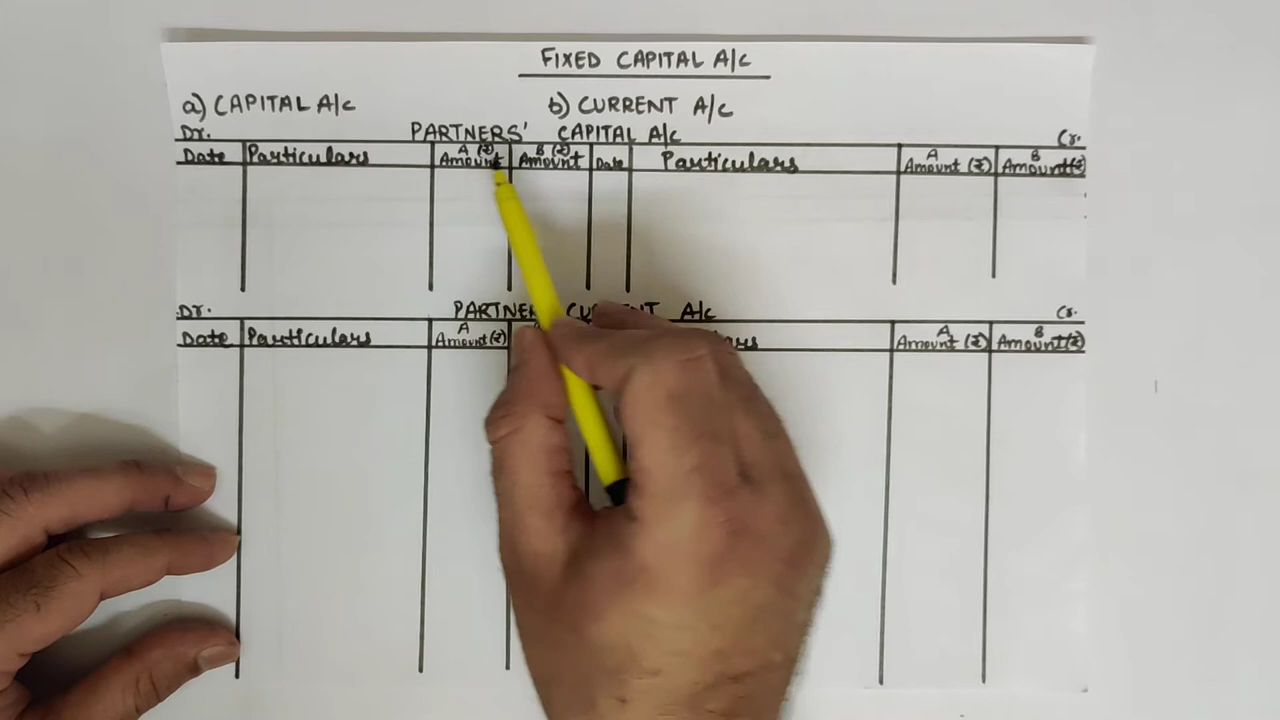 FIXED CAPITAL A/c
a) CAPITAL A/c b) CURRENT A/c
Dr. PARTNERS' CAPITAL A/c Cr.
Date Particulars A (₹) Amount B (₹) Amount Date Particulars A Amount (₹) B Amount (₹)
Dr. A/c Cr.
Date Particulars A Amount (₹) A Amount (₹) B Amount (₹)